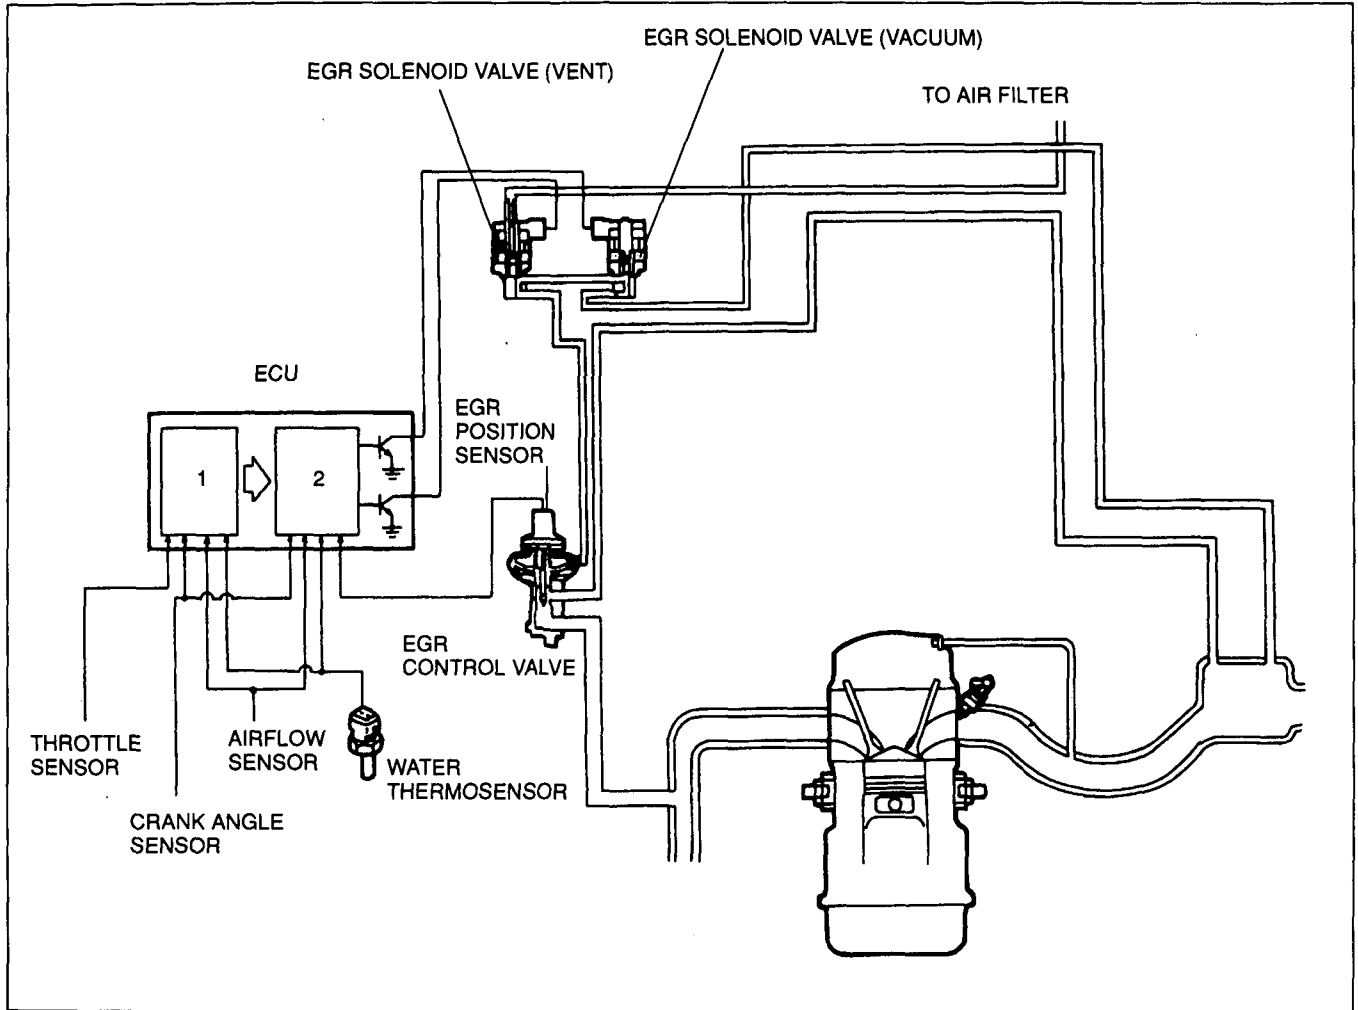 EGR SOLENOID VALVE (VACUUM)
EGR SOLENOID VALVE (VENT)
TO AIR FILTER
ECU
EGR
POSITION
SENSOR
1
2
EGR
CONTROL VALVE
THROTTLE
SENSOR
AIRFLOW
SENSOR
WATER
THERMOSENSOR
CRANK ANGLE
SENSOR